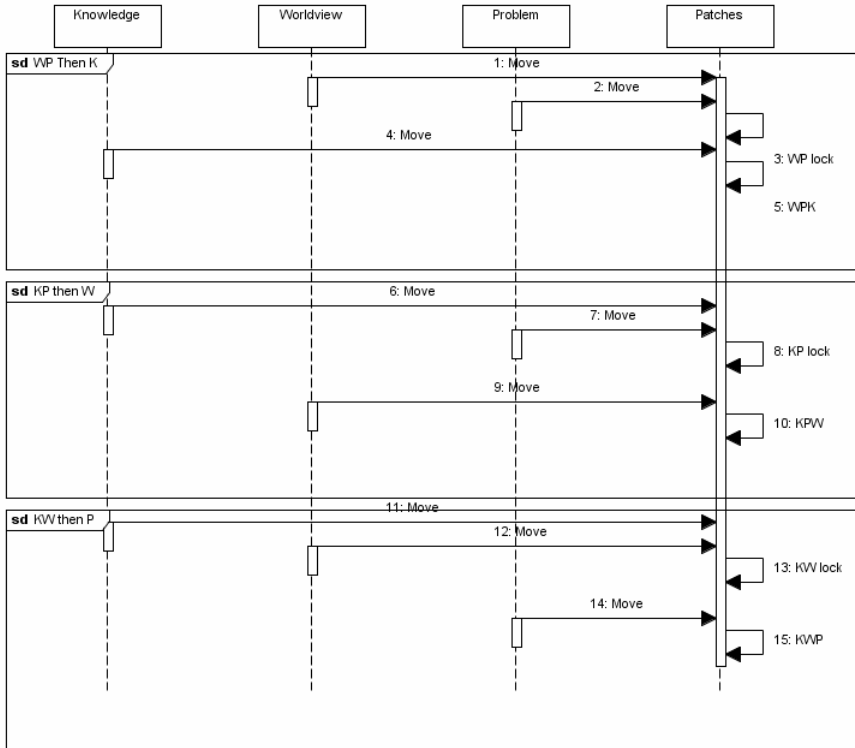 Knowledge
Worldview
Problem
Patches
sd WP Then K
1: Move
2: Move
4: Move
3: WP lock
5: WPK
sd KP then W
6: Move
7: Move
8: KP lock
9: Move
10: KPW
11: Move
sd KW then P
12: Move
13: KW lock
14: Move
15: KWP